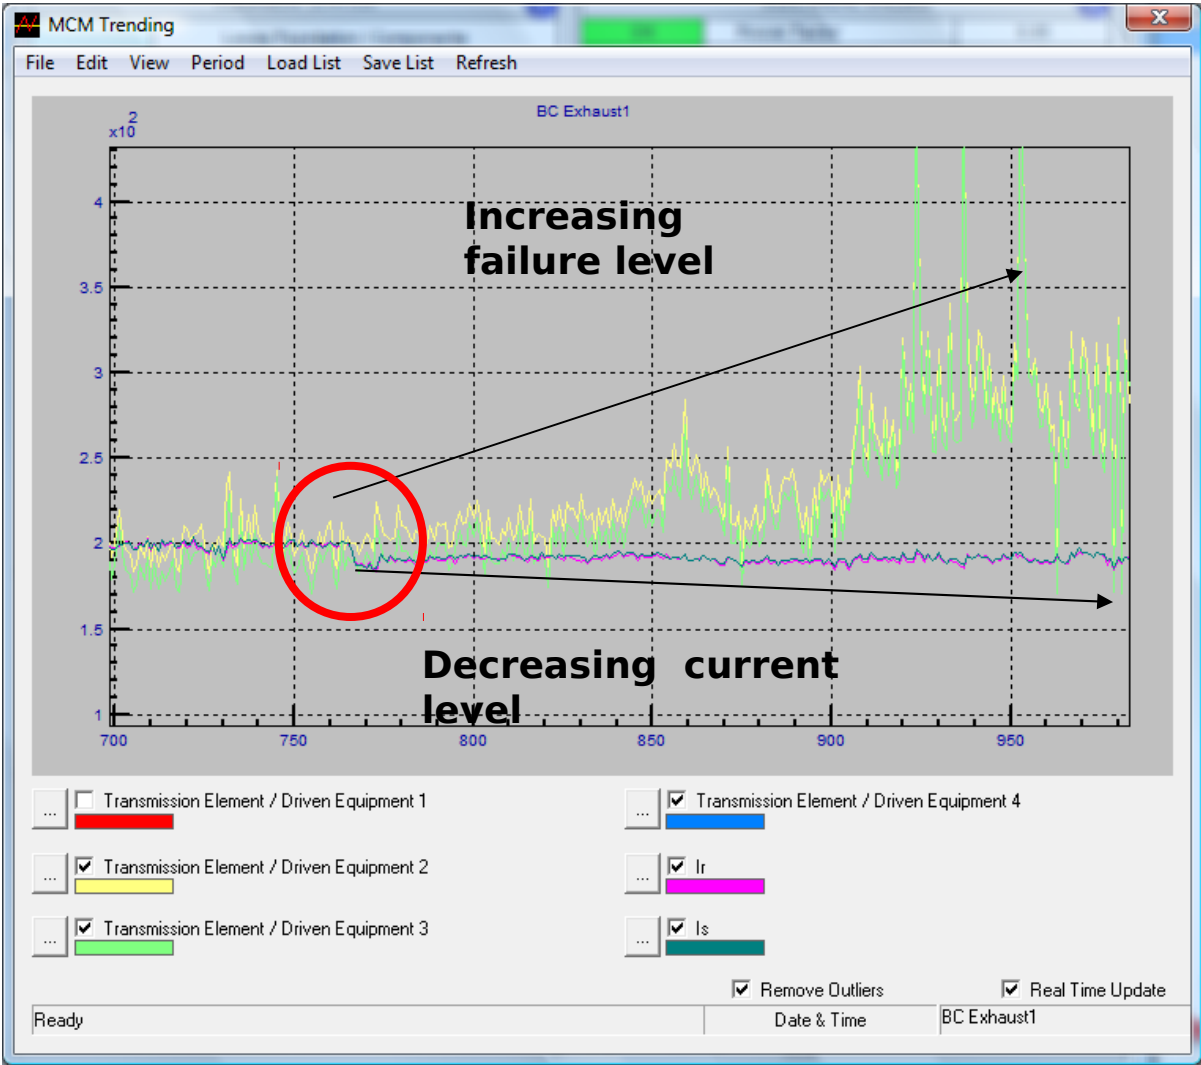 MCM Trending
File Edit View Period Load List Save List Refresh
BC Exhaust1
2
x10
4
3.5
3
2.5
2
1.5
1
Increasing
failure level
Decreasing current
level
700 750 800 850 900 950
... Transmission Element / Driven Equipment 1
... Transmission Element / Driven Equipment 4
... Transmission Element / Driven Equipment 2
... Ir
... Transmission Element / Driven Equipment 3
... Is
Remove Outliers Real Time Update
Ready Date & Time BC Exhaust1